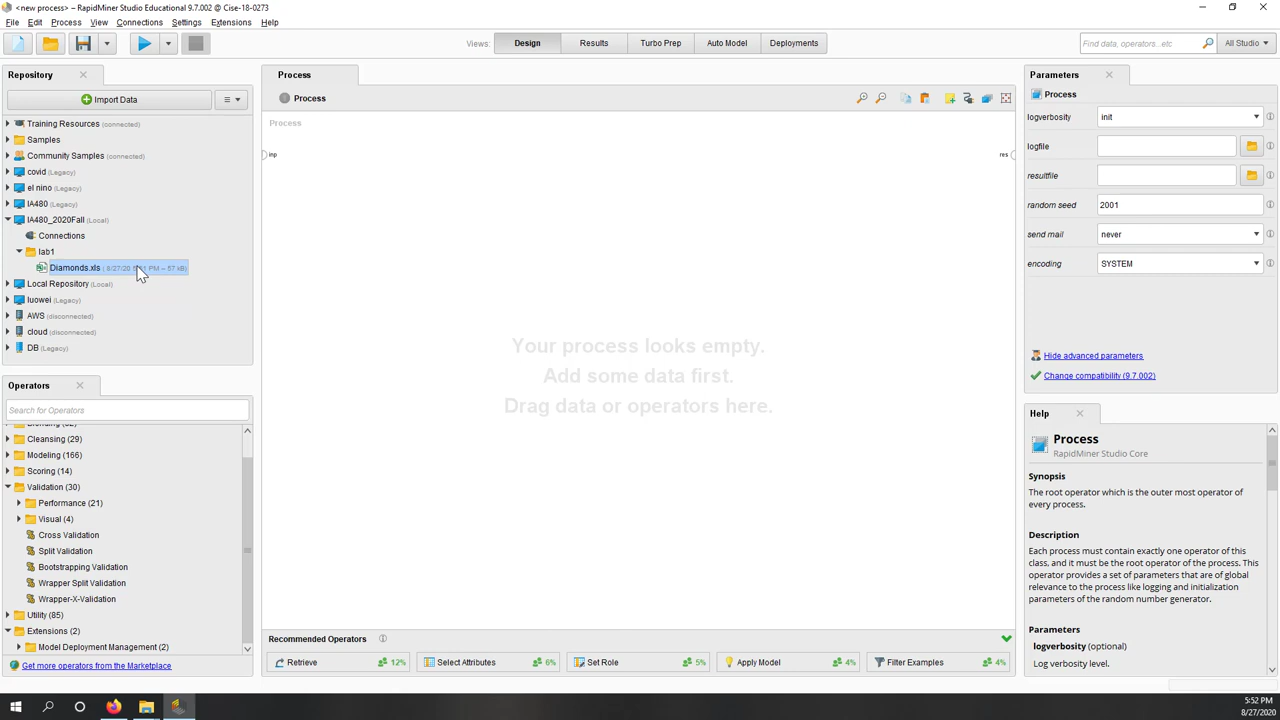 <new process> – RapidMiner Studio Educational 9.7.002 @ Cise-18-0273
File Edit Process View Connections Settings Extensions Help
Views: Design Results Turbo Prep Auto Model Deployments Find data, operators...etc All Studio
Repository
Import Data
Training Resources (connected)
Samples
Community Samples (connected)
covid (Legacy)
el nino (Legacy)
IA480 (Legacy)
IA480_2020Fall (Local)
Connections
lab1
Diamonds.xls (8/27/20 PM – 57 kB)
Local Repository (Local)
luowei (Legacy)
AWS (disconnected)
cloud (disconnected)
DB (Legacy)
Operators
Search for Operators
Cleansing (29)
Modeling (166)
Scoring (14)
Validation (30)
Performance (21)
Visual (4)
Cross Validation
Split Validation
Bootstrapping Validation
Wrapper Split Validation
Wrapper-X-Validation
Utility (85)
Extensions (2)
Model Deployment Management (2)
Get more operators from the Marketplace
Process
Process
Process
inp
res
Your process looks empty.
Add some data first.
Drag data or operators here.
Recommended Operators
Retrieve 12% Select Attributes 6% Set Role 5% Apply Model 4% Filter Examples 4%
Parameters
Process
logverbosity init
logfile
resultfile
random seed 2001
send mail never
encoding SYSTEM
Hide advanced parameters
Change compatibility (9.7.002)
Help
Process
RapidMiner Studio Core
Synopsis
The root operator which is the outer most operator of
every process.
Description
Each process must contain exactly one operator of this
class, and it must be the root operator of the process. This
operator provides a set of parameters that are of global
relevance to the process like logging and initialization
parameters of the random number generator.
Parameters
logverbosity (optional)
Log verbosity level.
5:52 PM
8/27/2020